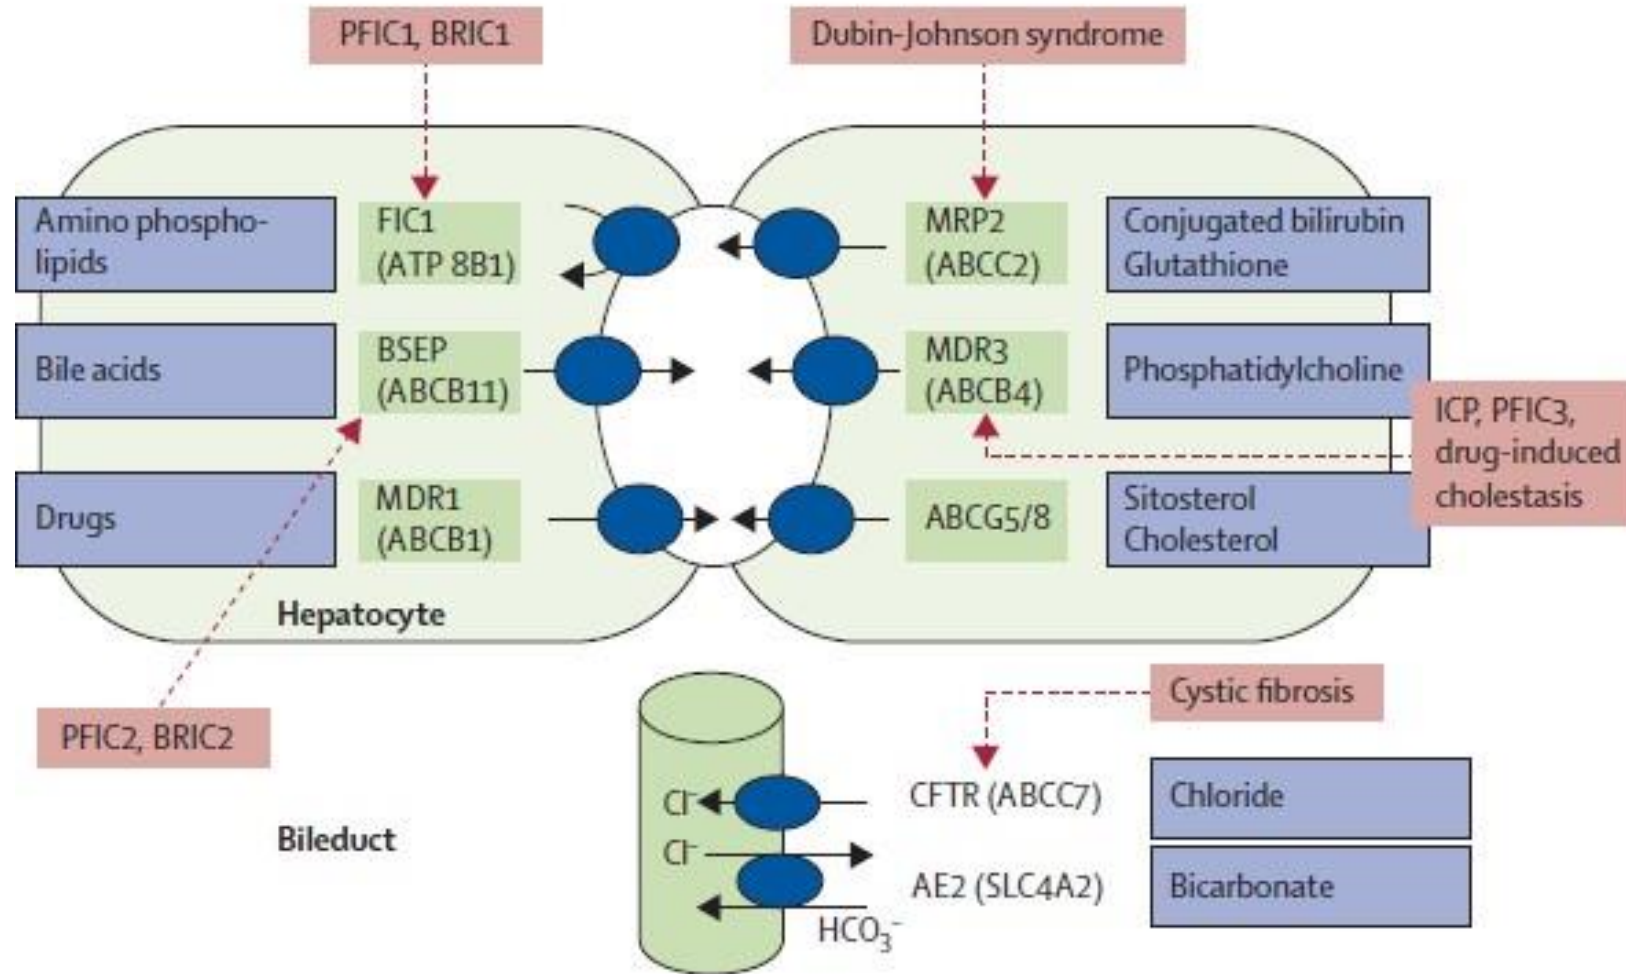 PFIC1, BRIC1
Dubin-Johnson syndrome
Amino phospho-
lipids
FIC1
(ATP 8B1)
MRP2
(ABCC2)
Conjugated bilirubin
Glutathione
Bile acids
BSEP
(ABCB11)
MDR3
(ABCB4)
Phosphatidylcholine
ICP, PFIC3,
drug-induced
cholestasis
Drugs
MDR1
(ABCB1)
ABCG5/8
Sitosterol
Cholesterol
Hepatocyte
PFIC2, BRIC2
Cystic fibrosis
Bileduct
Cl⁻
CFTR (ABCC7)
Chloride
Cl⁻
AE2 (SLC4A2)
Bicarbonate
HCO₃⁻